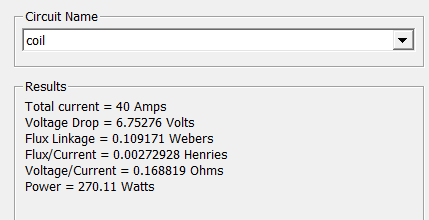 Circuit Name
coil
Results
Total current = 40 Amps
Voltage Drop = 6.75276 Volts
Flux Linkage = 0.109171 Webers
Flux/Current = 0.00272928 Henries
Voltage/Current = 0.168819 Ohms
Power = 270.11 Watts